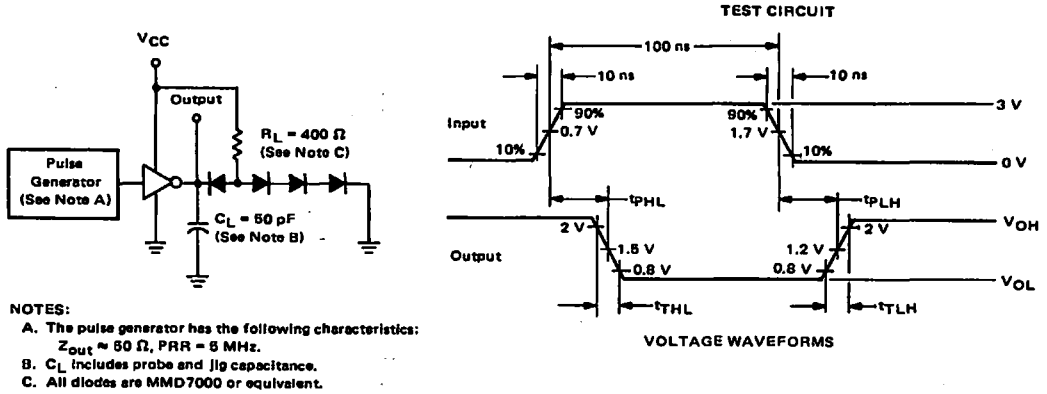 TEST CIRCUIT
VCC
Output
RL = 400 Ω
(See Note C)
Pulse
Generator
(See Note A)
CL = 50 pF
(See Note B)
100 ns
10 ns
10 ns
Input
90%
0.7 V
10%
90%
1.7 V
10%
3 V
0 V
tPHL
tPLH
Output
2 V
1.5 V
0.8 V
2 V
1.2 V
0.8 V
VOH
VOL
tTHL
tTLH
VOLTAGE WAVEFORMS
NOTES:
A. The pulse generator has the following characteristics:
Zout ≈ 50 Ω, PRR = 5 MHz.
B. CL includes probe and jig capacitance.
C. All diodes are MMD7000 or equivalent.